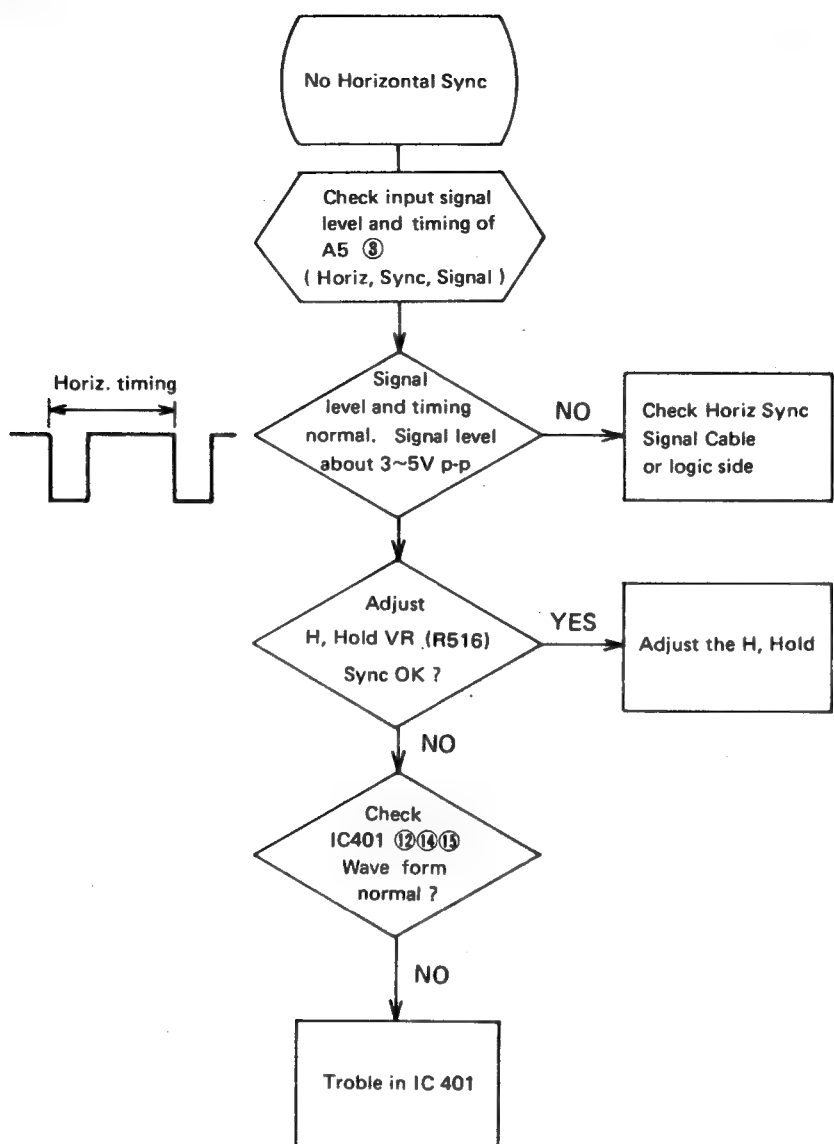 No Horizontal Sync
Check input signal
level and timing of
A5 ⑧
( Horiz, Sync, Signal )
Horiz. timing
Signal
level and timing
normal. Signal level
about 3~5V p-p
NO
Check Horiz Sync
Signal Cable
or logic side
Adjust
H, Hold VR (R516)
Sync OK ?
YES
Adjust the H, Hold
NO
Check
IC401 ⑫⑭⑮
Wave form
normal ?
NO
Troble in IC 401